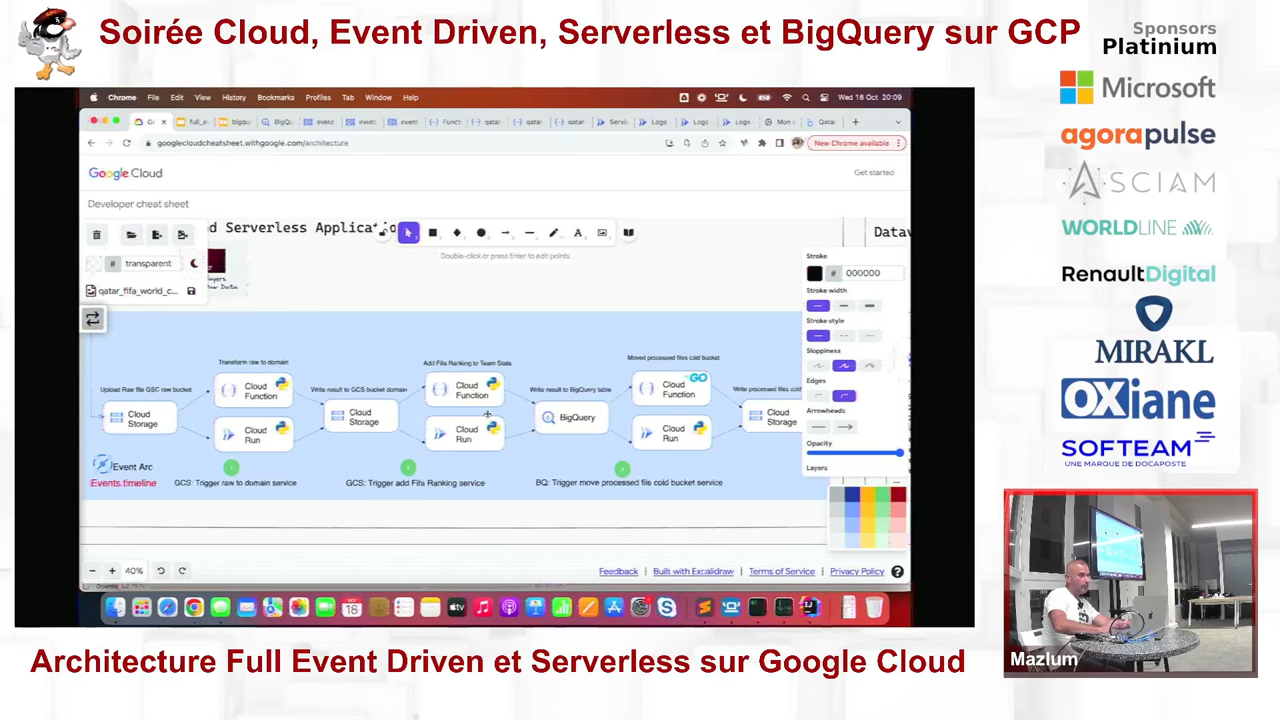 Soirée Cloud, Event Driven, Serverless et BigQuery sur GCP
Sponsors
Platinium
Microsoft
agorapulse
ASCIAM
WORLDLINE
RenaultDigital
MIRAKL
OXiane
SOFTEAM
UNE MARQUE DE DOCAPOSTE
Chrome File Edit View History Bookmarks Profiles Tab Window Help
Wed 18 Oct 20:09
googlecloudcheatsheet.withgoogle.com/architecture
New Chrome available
Google Cloud
Get started
Developer cheat sheet
d Serverless Applicatio
Datav
Double-click or press Enter to edit points
# transparent
qatar_fifa_world_c...
Stroke
# 000000
Stroke width
Stroke style
Sloppiness
Edges
Arrowheads
Opacity
Layers
Transform raw to domain
Add Fifa Ranking to Team Stats
Moved processed files cold bucket
Upload Raw file GSC raw bucket
Write result to GCS bucket domain
Write result to BigQuery table
Write processed files cold
Cloud Function
Cloud Function
Cloud Function
Cloud Storage
Cloud Storage
BigQuery
Cloud Storage
Cloud Run
Cloud Run
Cloud Run
Event Arc
Events.timeline
GCS: Trigger raw to domain service
GCS: Trigger add Fifa Ranking service
BQ: Trigger move processed file cold bucket service
40%
Feedback
Built with Excalidraw
Terms of Service
Privacy Policy
Mazlum
Architecture Full Event Driven et Serverless sur Google Cloud